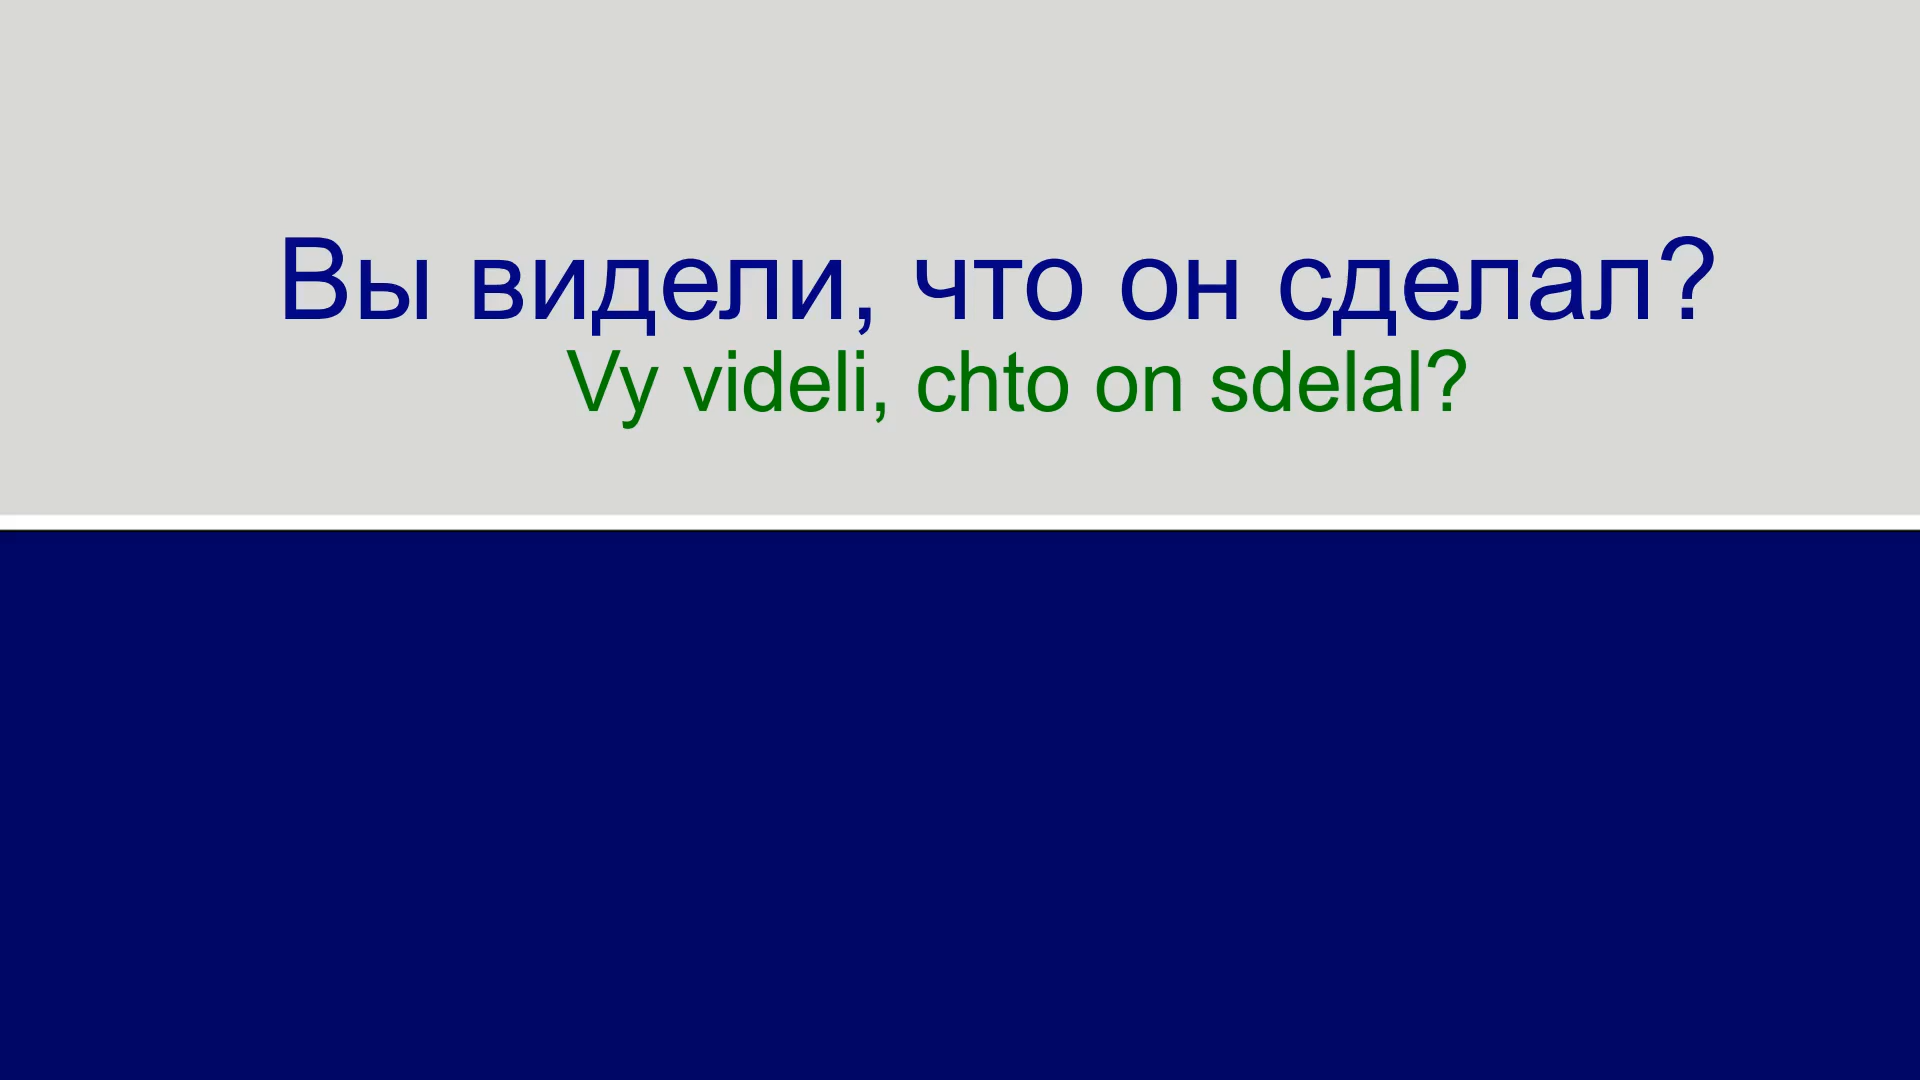 Вы видели, что он сделал?
Vy videli, chto on sdelal?